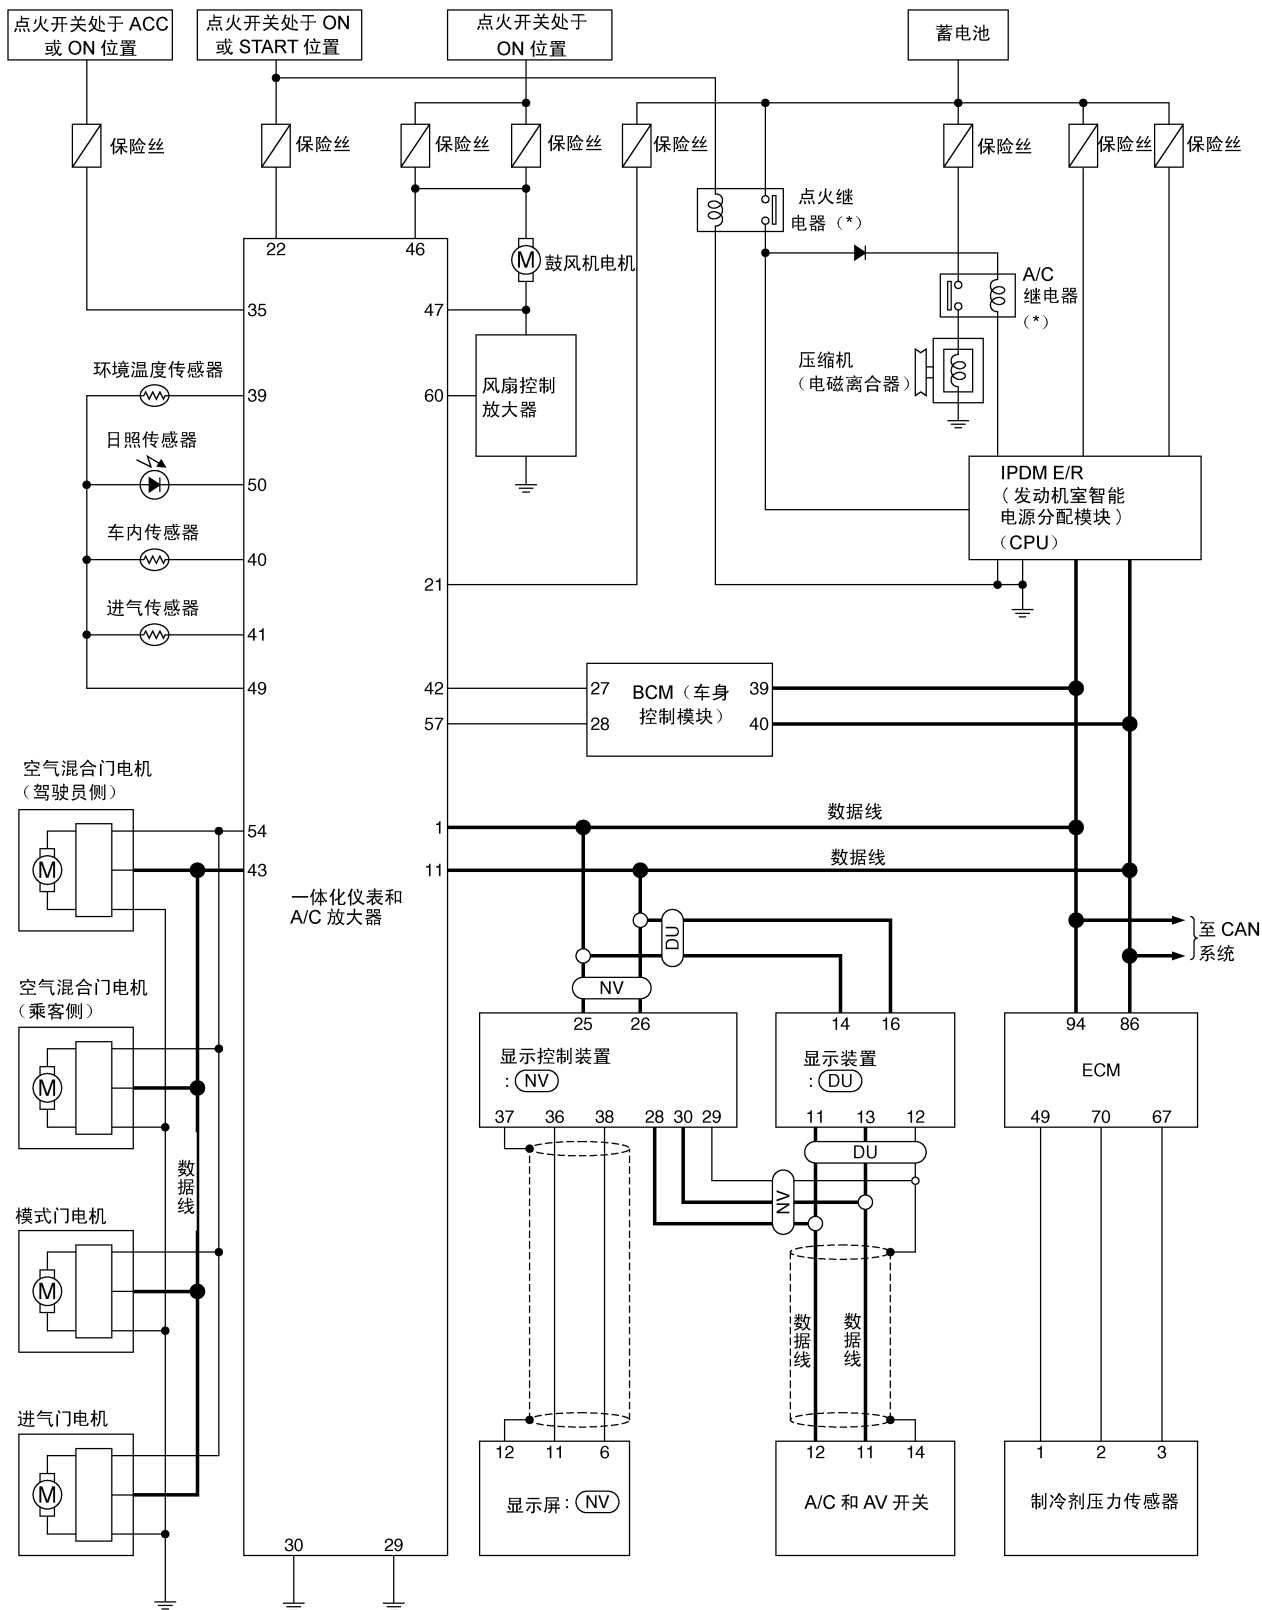 点火开关处于 ACC
或 ON 位置
点火开关处于 ON
或 START 位置
点火开关处于
ON 位置
蓄电池
保险丝
保险丝
保险丝
保险丝
保险丝
保险丝
保险丝
保险丝
点火继
电器（*）
22
46
M
鼓风机电机
A/C
继电器
（*）
35
47
环境温度传感器
压缩机
（电磁离合器）
39
60
风扇控制
放大器
日照传感器
50
IPDM E/R
（发动机室智能
电源分配模块）
（CPU）
车内传感器
40
21
进气传感器
41
49
42
57
27
28
BCM（车身
控制模块）
39
40
空气混合门电机
（驾驶员侧）
M
54
43
1
11
数据线
数据线
一体化仪表和
A/C 放大器
DU
NV
至 CAN
系统
空气混合门电机
（乘客侧）
M
25
26
14
16
94
86
显示控制装置
: NV
显示装置
: DU
ECM
37
36
38
28
30
29
11
13
12
49
70
67
DU
NV
数据线
模式门电机
M
数据线
数据线
进气门电机
M
12
11
6
12
11
14
1
2
3
显示屏: NV
A/C 和 AV 开关
制冷剂压力传感器
30
29